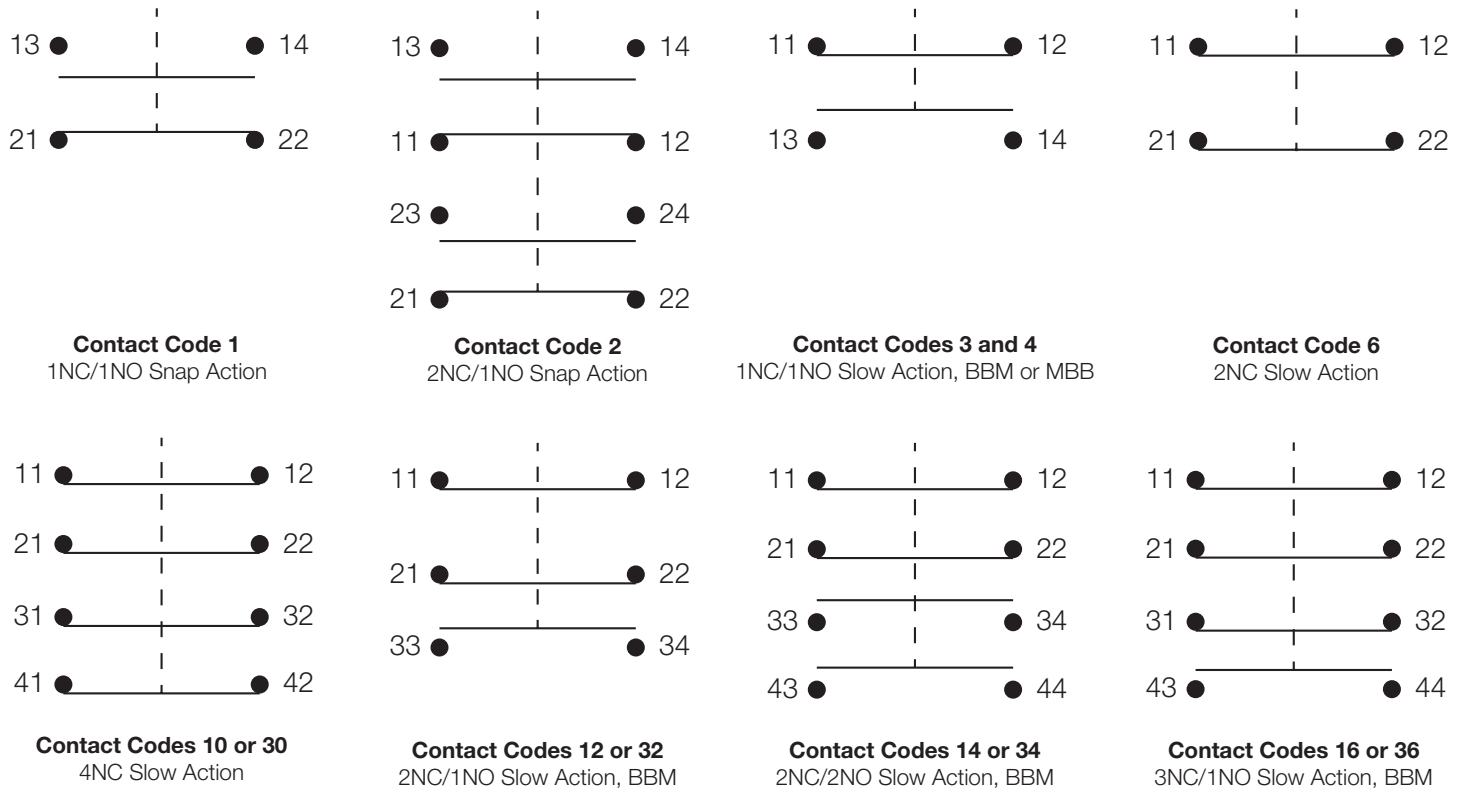 13 14
21 22
Contact Code 1
1NC/1NO Snap Action
13 14
11 12
23 24
21 22
Contact Code 2
2NC/1NO Snap Action
11 12
13 14
Contact Codes 3 and 4
1NC/1NO Slow Action, BBM or MBB
11 12
21 22
Contact Code 6
2NC Slow Action
11 12
21 22
31 32
41 42
Contact Codes 10 or 30
4NC Slow Action
11 12
21 22
33 34
Contact Codes 12 or 32
2NC/1NO Slow Action, BBM
11 12
21 22
33 34
43 44
Contact Codes 14 or 34
2NC/2NO Slow Action, BBM
11 12
21 22
31 32
43 44
Contact Codes 16 or 36
3NC/1NO Slow Action, BBM